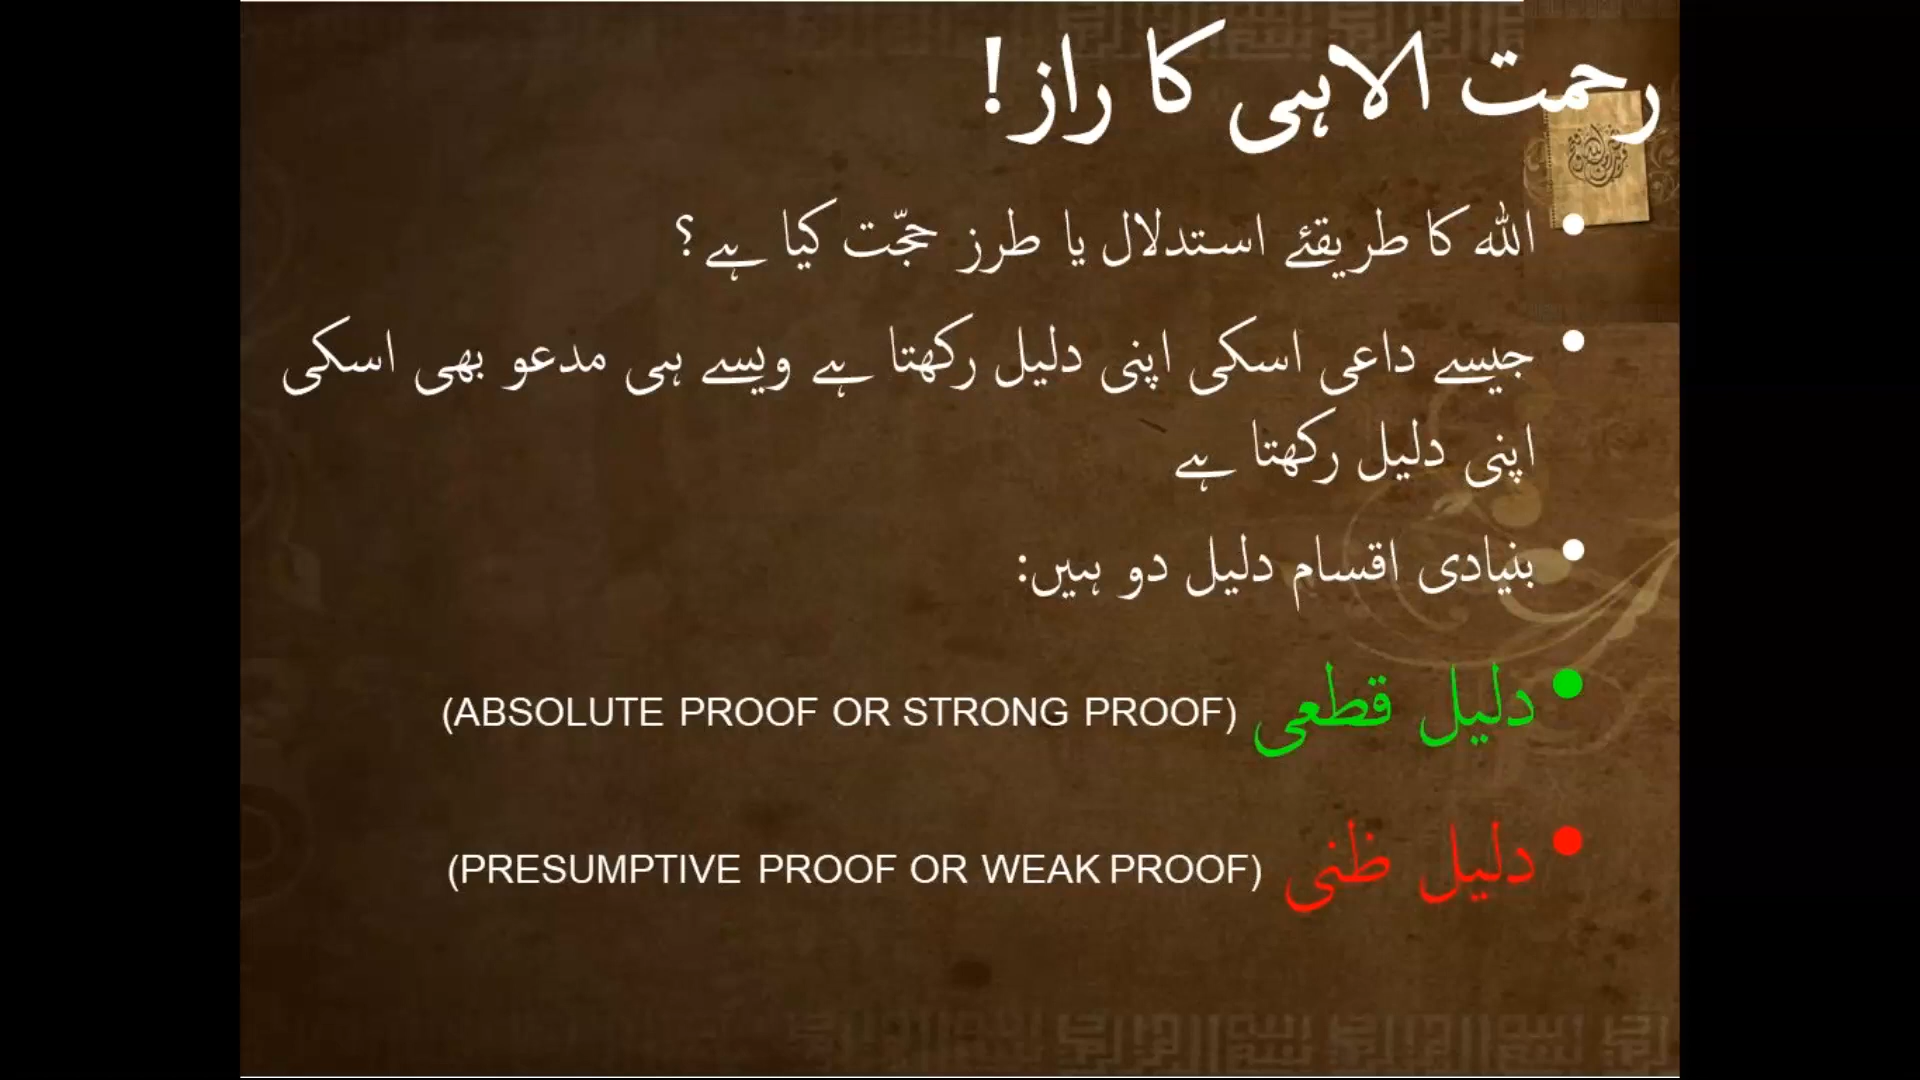 رحمت الاہی کا راز!
• اللہ کا طریقئے استدلال یا طرز حجّت کیا ہے؟
• جیسے داعی اسکی اپنی دلیل رکھتا ہے ویسے ہی مدعو بھی اسکی
اپنی دلیل رکھتا ہے
• بنیادی اقسام دلیل دو ہیں:
• دلیل قطعی (ABSOLUTE PROOF OR STRONG PROOF)
• دلیل ظنی (PRESUMPTIVE PROOF OR WEAK PROOF)